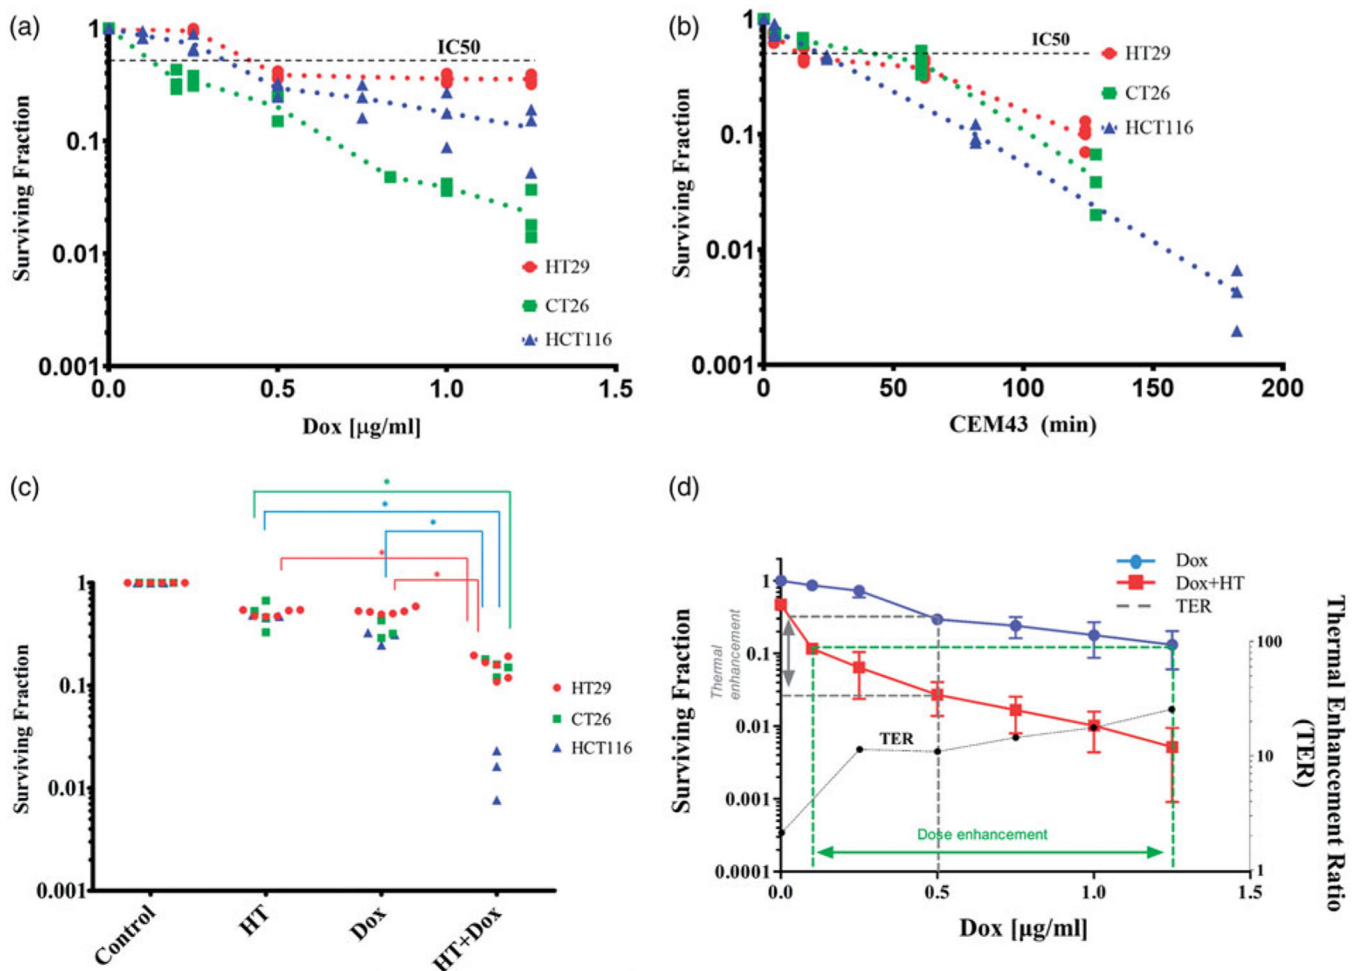 (a)
1
0.1
0.01
0.001
Surviving Fraction
IC50
HT29
CT26
HCT116
0.0 0.5 1.0 1.5
Dox [µg/ml]
(b)
1
0.1
0.01
0.001
Surviving Fraction
IC50
HT29
CT26
HCT116
0 50 100 150 200
CEM43 (min)
(c)
* * * * *
1
0.1
0.01
0.001
Surviving Fraction
HT29
CT26
HCT116
Control HT Dox HT+Dox
(d)
Dox
Dox+HT
TER
1
0.1
0.01
0.001
0.0001
Surviving Fraction
Thermal
enhancement
TER
Dose enhancement
100
10
1
Thermal Enhancement Ratio
(TER)
0.0 0.5 1.0 1.5
Dox [µg/ml]